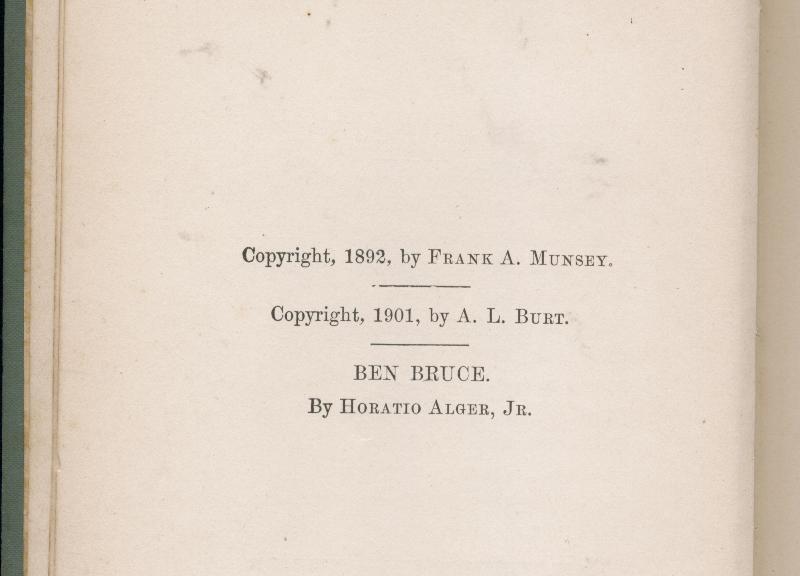 Copyright, 1892, by FRANK A. MUNSEY.
Copyright, 1901, by A. L. BURT.
BEN BRUCE.
By HORATIO ALGER, JR.